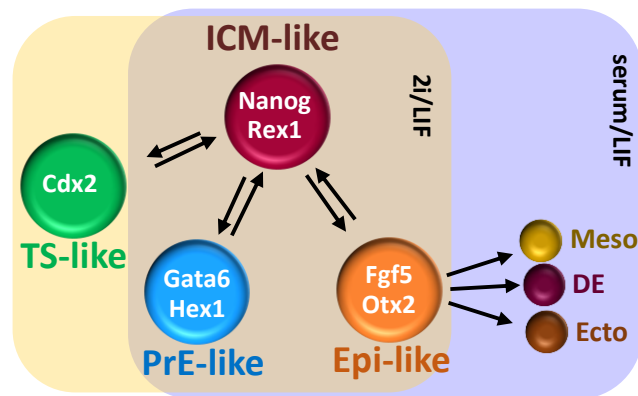 ICM-like
Nanog
Rex1
2i/LIF
serum/LIF
Cdx2
TS-like
Gata6
Hex1
PrE-like
Fgf5
Otx2
Epi-like
Meso
DE
Ecto